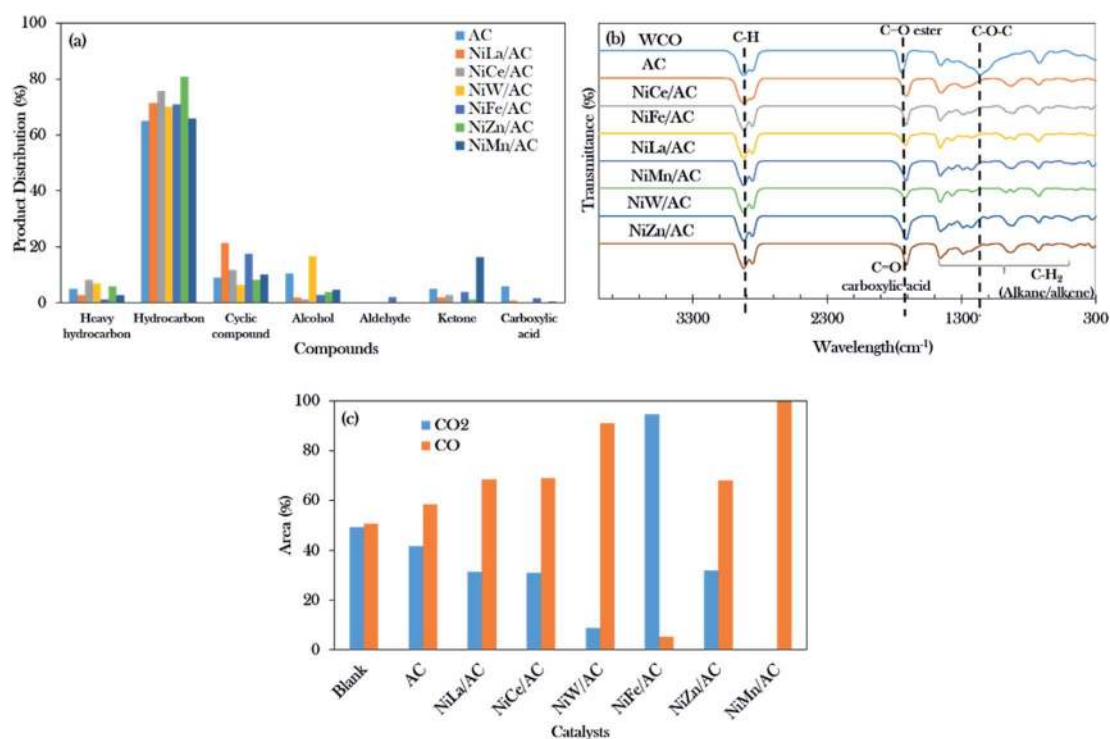 (a)
AC
NiLa/AC
NiCe/AC
NiW/AC
NiFe/AC
NiZn/AC
NiMn/AC
Product Distribution (%)
100
80
60
40
20
0
Heavy hydrocarbon
Hydrocarbon
Cyclic compound
Alcohol
Aldehyde
Ketone
Carboxylic acid
Compounds
(b)
C-H
C=O ester
C-O-C
WCO
AC
NiCe/AC
NiFe/AC
NiLa/AC
NiMn/AC
NiW/AC
NiZn/AC
C=O
carboxylic acid
C-H₂
(Alkane/alkene)
Transmittance (%)
3300 2300 1300 300
Wavelength(cm⁻¹)
(c)
CO2
CO
Area (%)
100
80
60
40
20
0
Blank
AC
NiLa/AC
NiCe/AC
NiW/AC
NiFe/AC
NiZn/AC
NiMn/AC
Catalysts